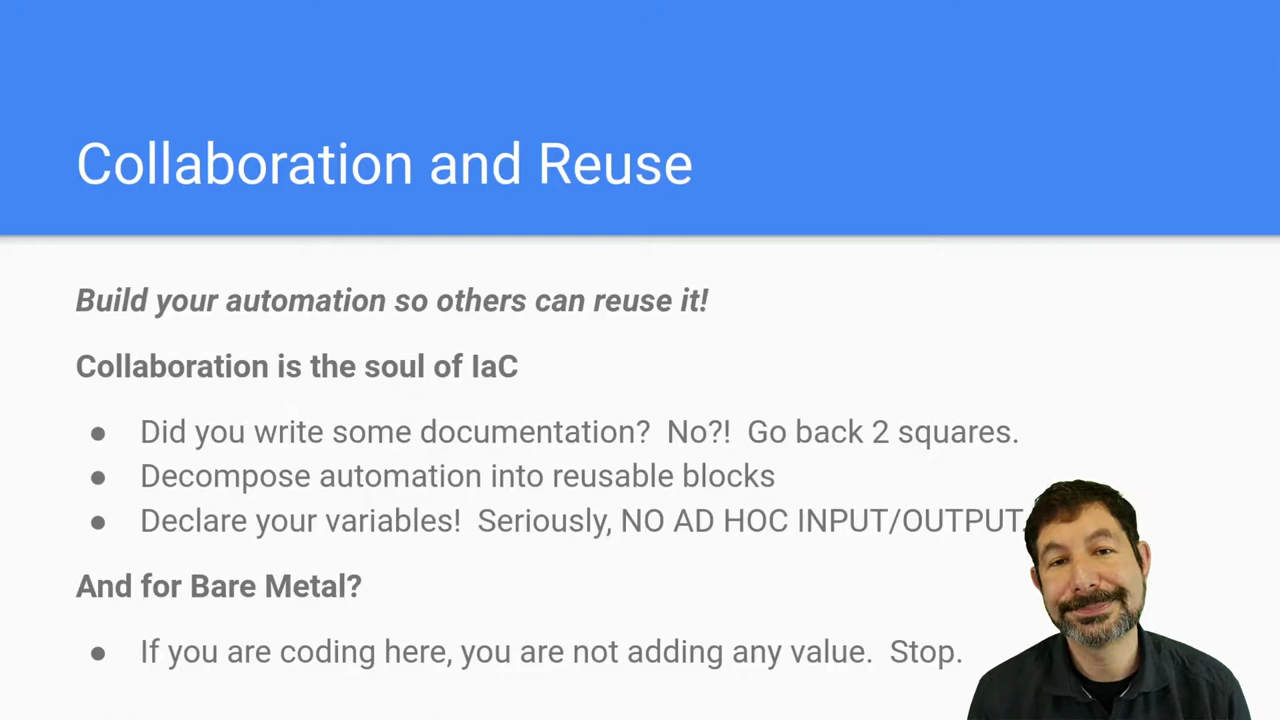 Collaboration and Reuse
Build your automation so others can reuse it!
Collaboration is the soul of IaC
● Did you write some documentation?  No?!  Go back 2 squares.
● Decompose automation into reusable blocks
● Declare your variables!  Seriously, NO AD HOC INPUT/OUTPUT.
And for Bare Metal?
● If you are coding here, you are not adding any value.  Stop.